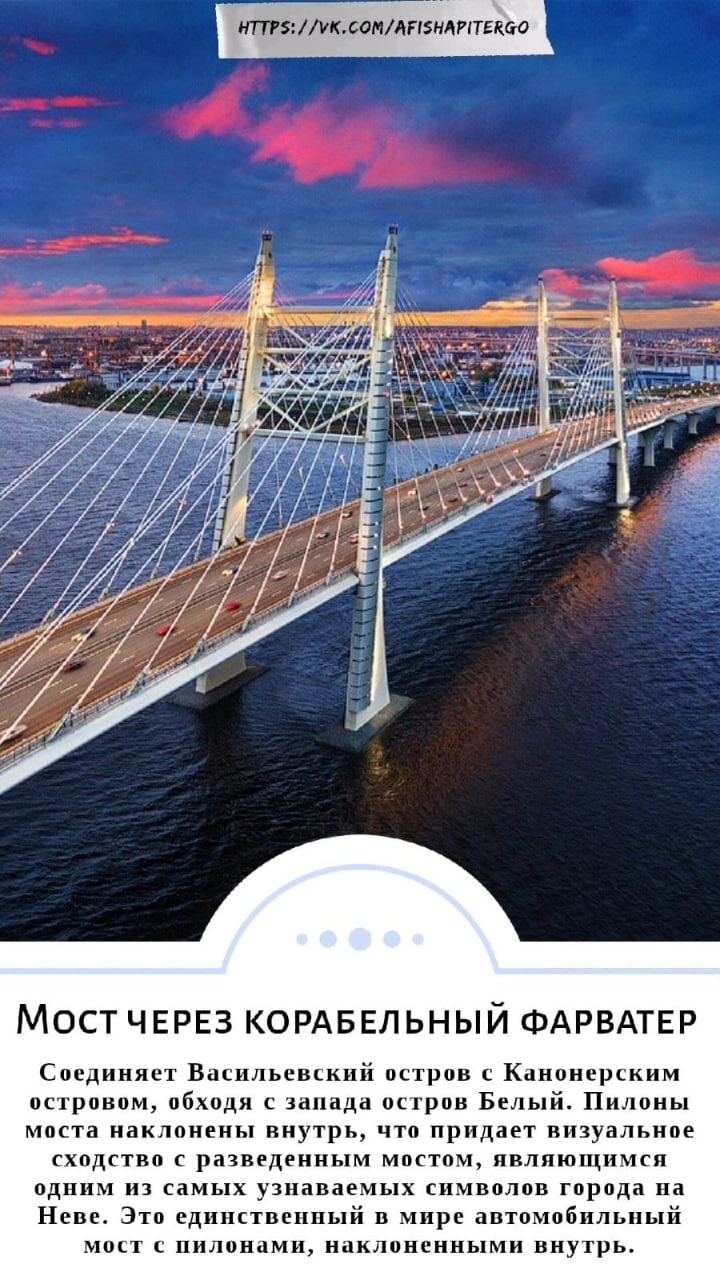 HTTPS://VK.COM/AFISHAPITERGO
Мост через корабельный фарватер
Соединяет Васильевский остров с Канонерским
островом, обходя с запада остров Белый. Пилоны
моста наклонены внутрь, что придает визуальное
сходство с разведенным мостом, являющимся
одним из самых узнаваемых символов города на
Неве. Это единственный в мире автомобильный
мост с пилонами, наклоненными внутрь.